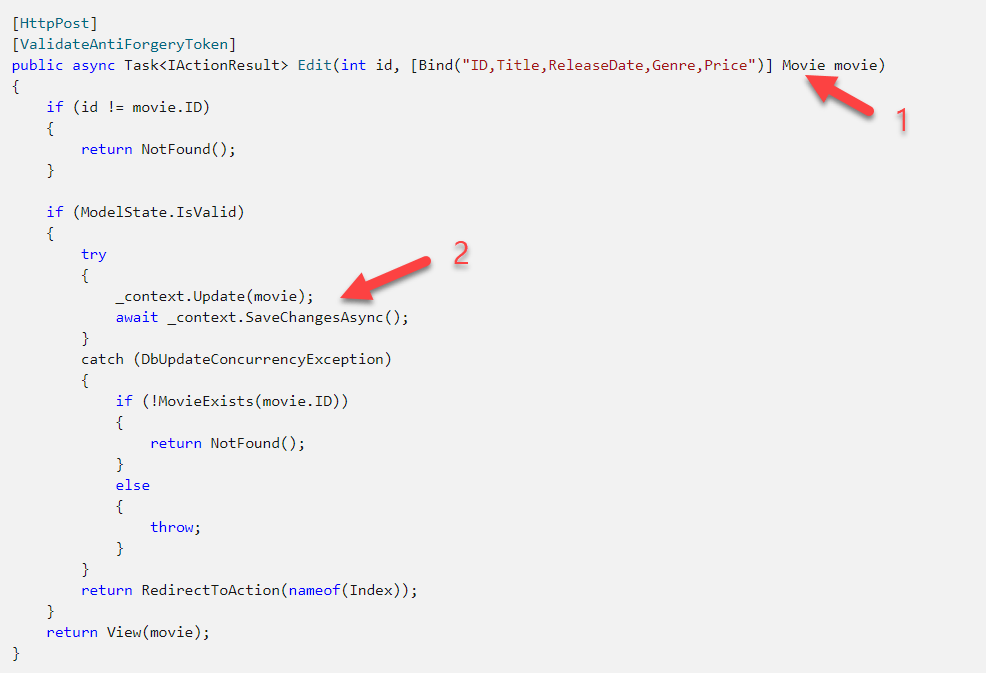 [HttpPost]
[ValidateAntiForgeryToken]
public async Task<IActionResult> Edit(int id, [Bind("ID,Title,ReleaseDate,Genre,Price")] Movie movie)
{
    if (id != movie.ID)
    {
        return NotFound();
    }
1
    if (ModelState.IsValid)
    {
        try
        {
2
            _context.Update(movie);
            await _context.SaveChangesAsync();
        }
        catch (DbUpdateConcurrencyException)
        {
            if (!MovieExists(movie.ID))
            {
                return NotFound();
            }
            else
            {
                throw;
            }
        }
        return RedirectToAction(nameof(Index));
    }
    return View(movie);
}